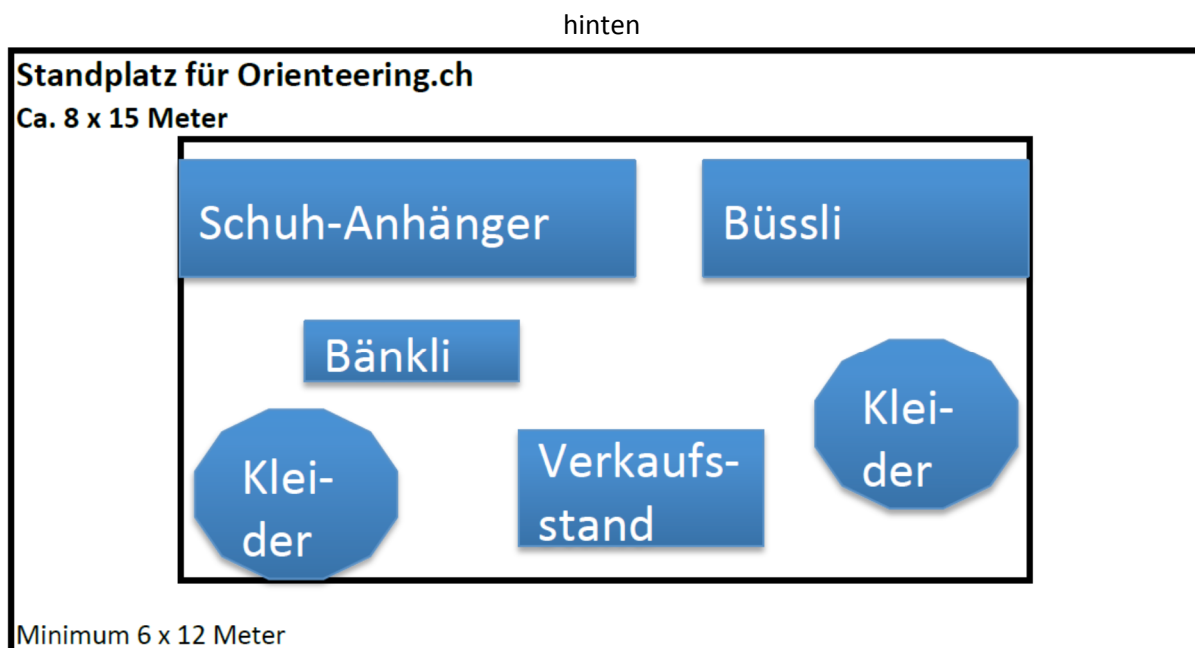 hinten
Standplatz für Orienteering.ch
Ca. 8 x 15 Meter
Schuh-Anhänger
Büssli
Bänkli
Klei-
der
Verkaufs-
stand
Klei-
der
Minimum 6 x 12 Meter